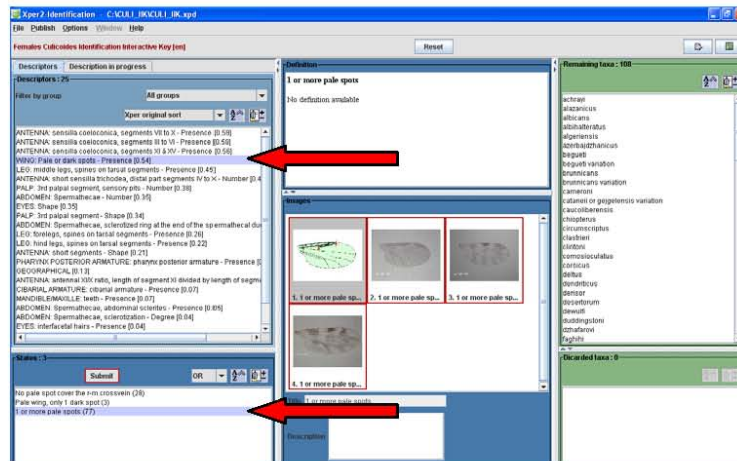 Xper2 Identification - C:\CULI_IIK\CULI_IIK.xpd
File Publish Options Window Help
Females Culicoides Identification Interactive Key [en]
Reset
Descriptors Description in progress
Descriptors : 25
Filter by group All groups
Xper original sort
ANTENNA: sensilla coeloconica, segments VII to X - Presence [0.59]
ANTENNA: sensilla coeloconica, segments III to VI - Presence [0.58]
ANTENNA: sensilla coeloconica, segments XI & XV - Presence [0.56]
WING: Pale or dark spots - Presence [0.54]
LEG: middle legs, spines on tarsal segments - Presence [0.45]
ANTENNA: short sensilla trichodea, distal part segments IV to X - Number [0.4
PALP: 3rd palpal segment, sensory pits - Number [0.38]
ABDOMEN: Spermathecae - Number [0.35]
EYES: Shape [0.35]
PALP: 3rd palpal segment - Shape [0.34]
ABDOMEN: Spermathecae, sclerotized ring at the end of the spermathecal du
LEG: forelegs, spines on tarsal segments - Presence [0.26]
LEG: hind legs, spines on tarsal segments - Presence [0.22]
ANTENNA: shod segments - Shape [0.21]
PHARYNX POSTERIOR ARMATURE: pharynx posterior armature - Presence [
GEOGRAPHICAL [0.13]
ANTENNA: antennal XI/X ratio, length of segment XI divided by length of segme
CIBARIAL ARMATURE: cibarial armature - Presence [0.07]
MANDIBLE/MAXILLE: teeth - Presence [0.07]
ABDOMEN: Spermathecae, abdominal sclerites - Presence [0.05]
ABDOMEN: Spermathecae, sclerotization - Degree [0.04]
EYES: interfacetal hairs - Presence [0.04]
States : 3
Submit OR
No pale spot cover the r-m crossvein (28)
Pale wing, only 1 dark spot (3)
1 or more pale spots (77)
Definition
1 or more pale spots
No definition available
Images
1. 1 or more pale sp... 2. 1 or more pale sp... 3. 1 or more pale sp...
4. 1 or more pale sp...
Title 1 or more pale spots
Description
Remaining taxa : 108
achrayi
alazanicus
albicans
albihalteratus
algeriensis
azerbajdzhanicus
begueti
begueti variation
brunnicans
brunnicans variation
cameroni
cataneii or gejgelensis variation
caucoliberensis
chiopterus
circumscriptus
clastrieri
clintoni
comosioculatus
corsicus
deltus
dendriticus
derisor
desertorum
dewulfi
duddingstoni
dzhafarovi
faghihi
Dicarded taxa : 0